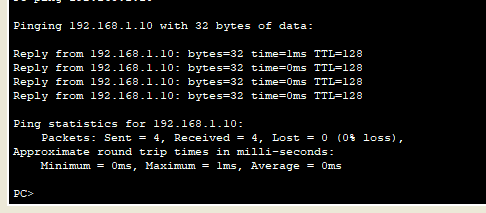 Pinging 192.168.1.10 with 32 bytes of data:
Reply from 192.168.1.10: bytes=32 time=1ms TTL=128
Reply from 192.168.1.10: bytes=32 time=0ms TTL=128
Reply from 192.168.1.10: bytes=32 time=0ms TTL=128
Reply from 192.168.1.10: bytes=32 time=0ms TTL=128
Ping statistics for 192.168.1.10:
Packets: Sent = 4, Received = 4, Lost = 0 (0% loss),
Approximate round trip times in milli-seconds:
Minimum = 0ms, Maximum = 1ms, Average = 0ms
PC>